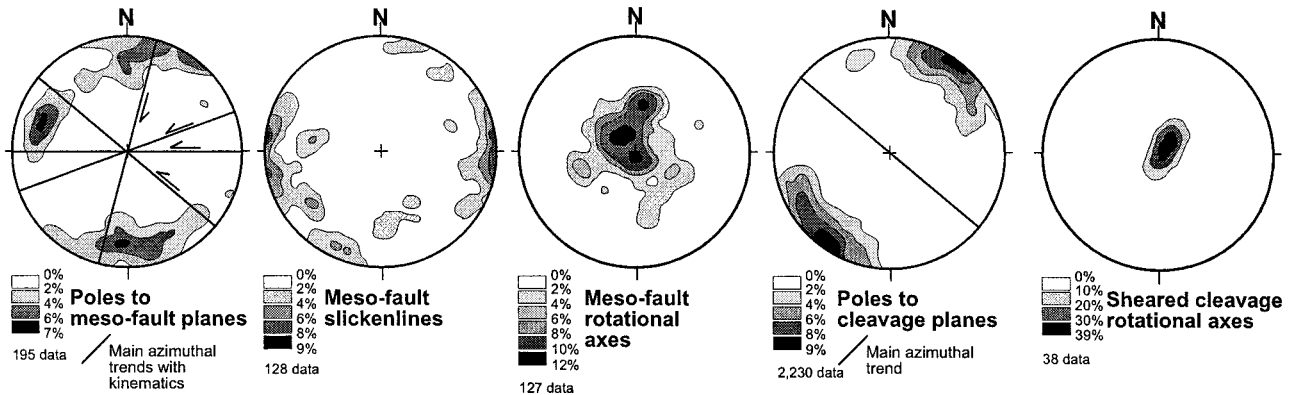 N
N
N
N
N
0%
2%
4%
6%
7%
Poles to
meso-fault planes
195 data
Main azimuthal
trends with
kinematics
0%
2%
4%
6%
8%
9%
Meso-fault
slickenlines
128 data
0%
2%
4%
6%
8%
10%
12%
Meso-fault
rotational
axes
127 data
0%
2%
4%
6%
8%
9%
Poles to
cleavage planes
2,230 data
Main azimuthal
trend
0%
10%
20%
30%
39%
Sheared cleavage
rotational axes
38 data